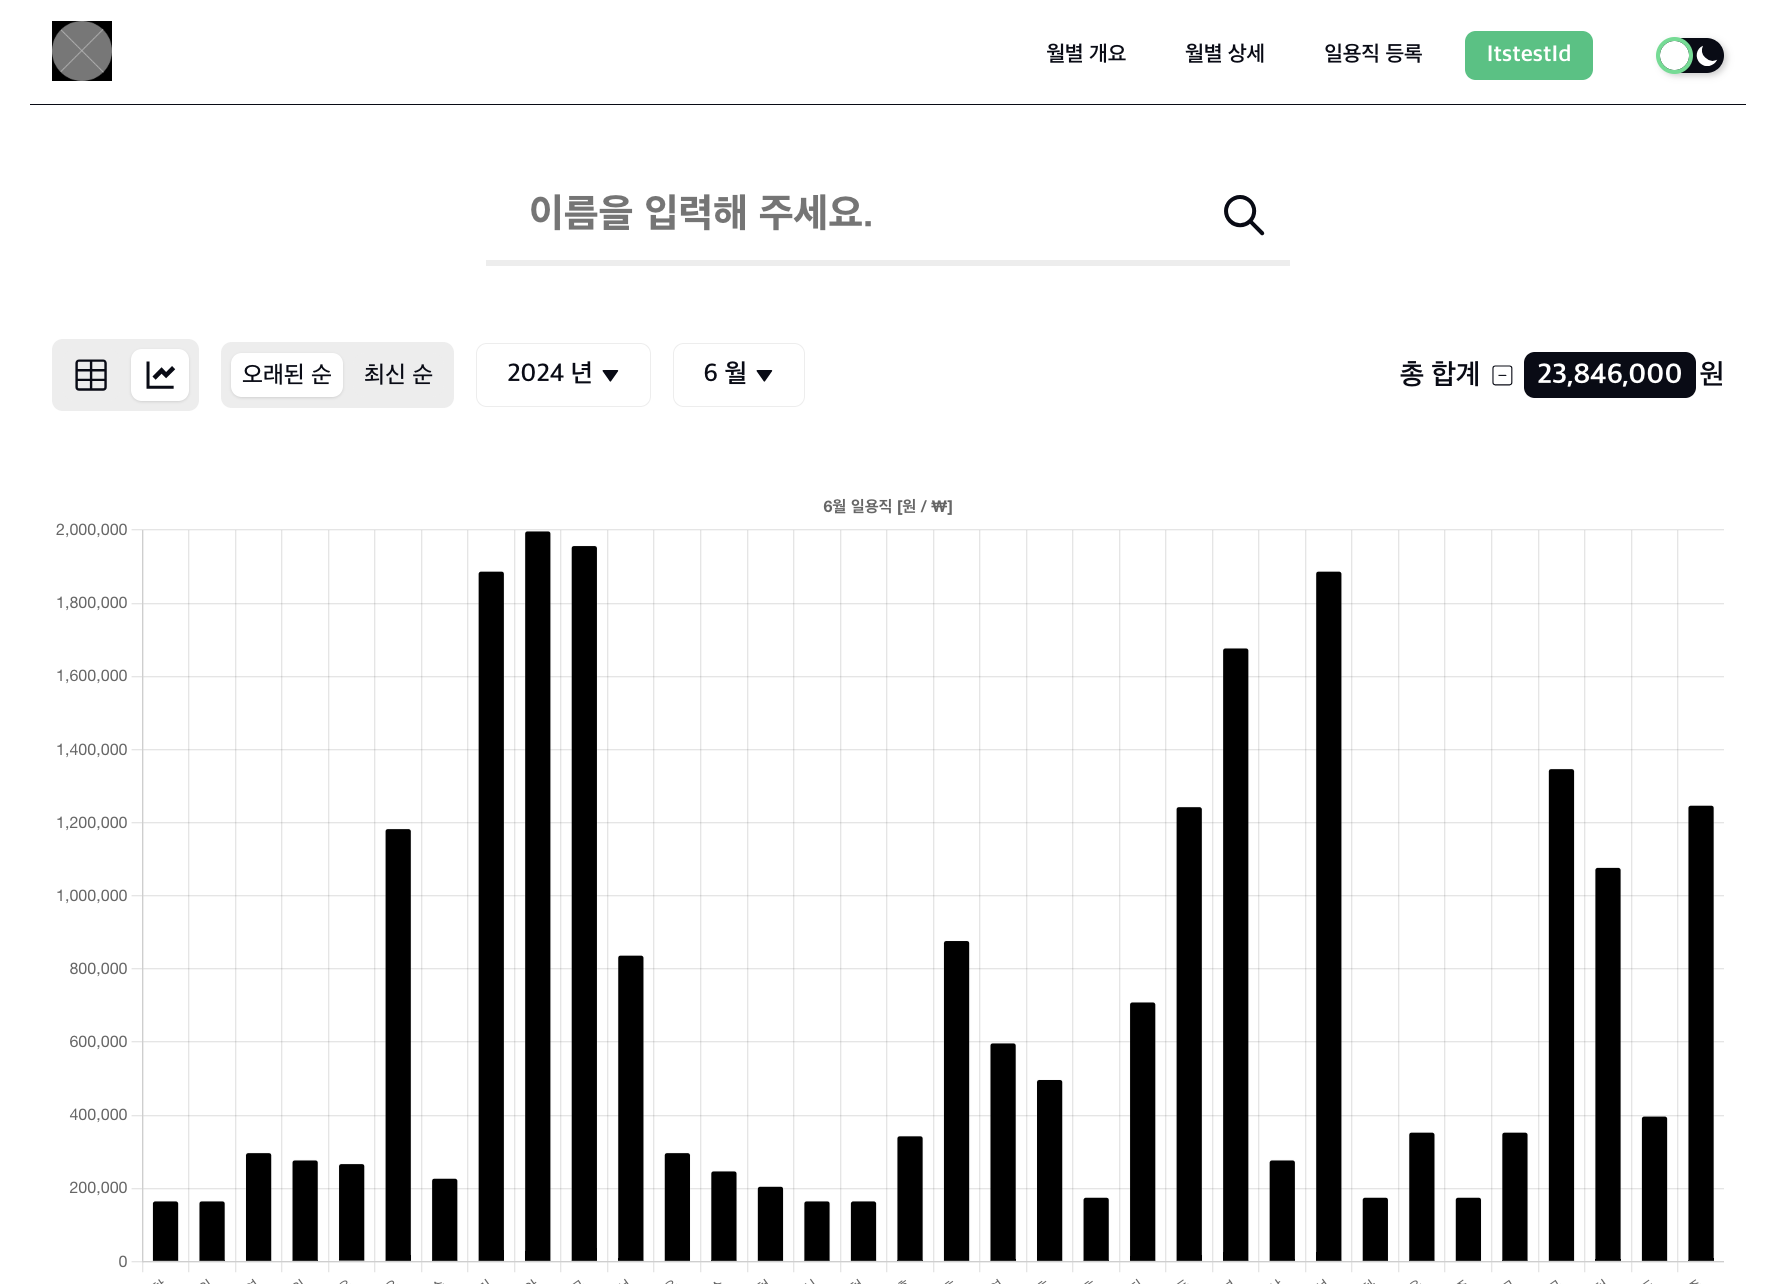 월별 개요 월별 상세 일용직 등록 ItstestId
이름을 입력해 주세요.
오래된 순 최신 순 2024 년 ▼ 6 월 ▼ 총 합계 23,846,000 원
6월 일용직 [원 / ₩]
2,000,000
1,800,000
1,600,000
1,400,000
1,200,000
1,000,000
800,000
600,000
400,000
200,000
0